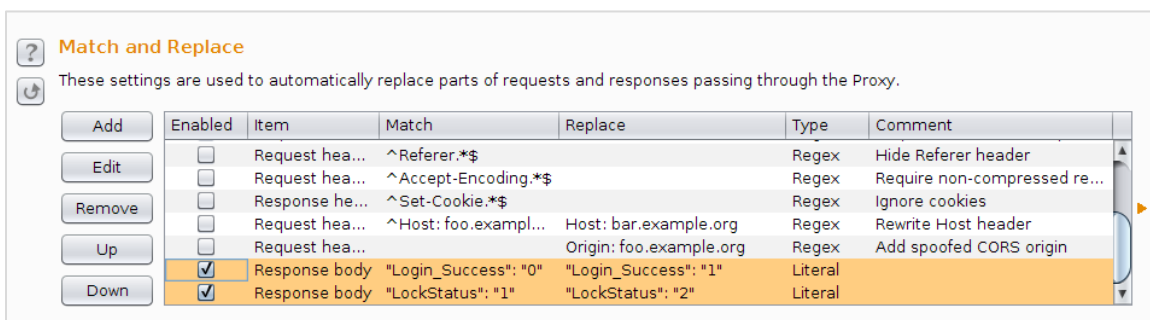 Match and Replace
These settings are used to automatically replace parts of requests and responses passing through the Proxy.
Add
Edit
Remove
Up
Down
Enabled Item Match Replace Type Comment
Request hea... ^Referer.*$ Regex Hide Referer header
Request hea... ^Accept-Encoding.*$ Regex Require non-compressed re...
Response he... ^Set-Cookie.*$ Regex Ignore cookies
Request hea... ^Host: foo.exampl... Host: bar.example.org Regex Rewrite Host header
Request hea... Origin: foo.example.org Regex Add spoofed CORS origin
Response body "Login_Success": "0" "Login_Success": "1" Literal
Response body "LockStatus": "1" "LockStatus": "2" Literal